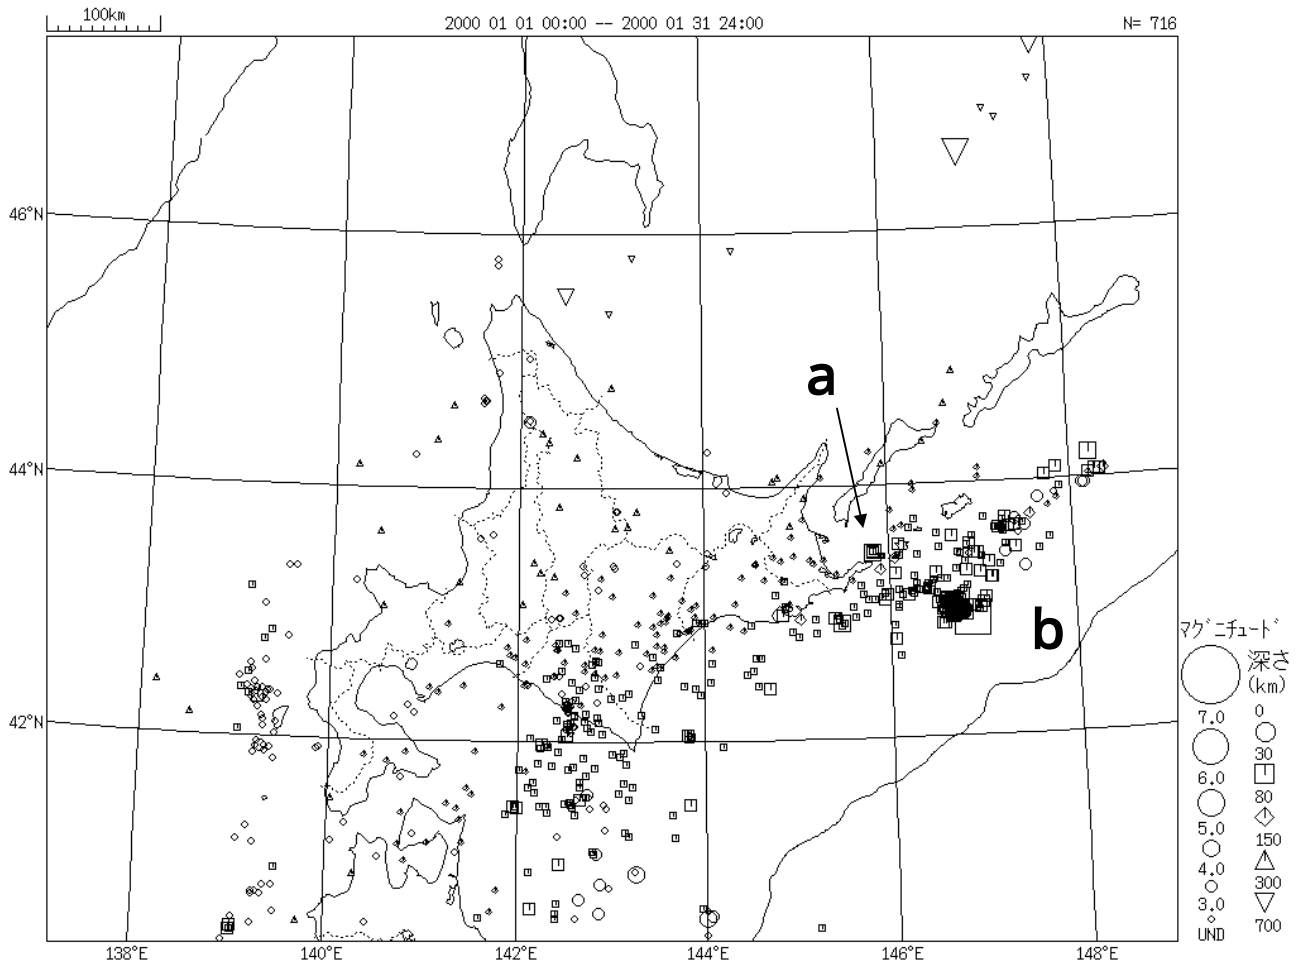 100km
2000 01 01 00:00 -- 2000 01 31 24:00
N= 716
46°N
a
44°N
b
42°N
ﾏｸﾞﾆﾁｭｰﾄﾞ
深さ
(km)
7.0
0
30
6.0
80
5.0
150
4.0
300
3.0
700
UND
138°E
140°E
142°E
144°E
146°E
148°E